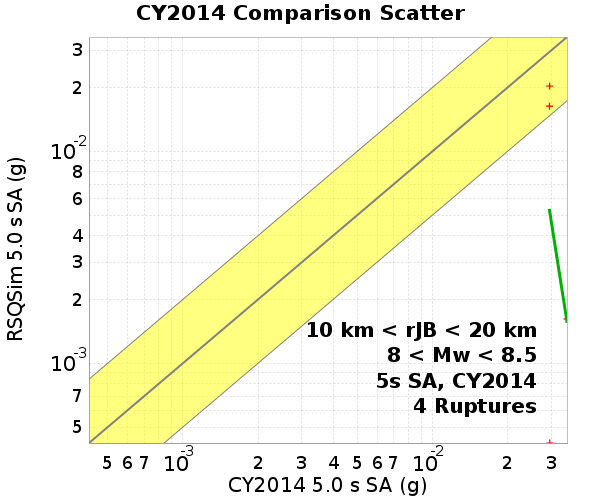 CY2014 Comparison Scatter
RSQSim 5.0 s SA (g)
3
2
10-2
8
6
4
3
2
10-3
7
5
10 km < rJB < 20 km
8 < Mw < 8.5
5s SA, CY2014
4 Ruptures
5 6 7 10-3 2 3 4 5 6 7 10-2 2 3
CY2014 5.0 s SA (g)